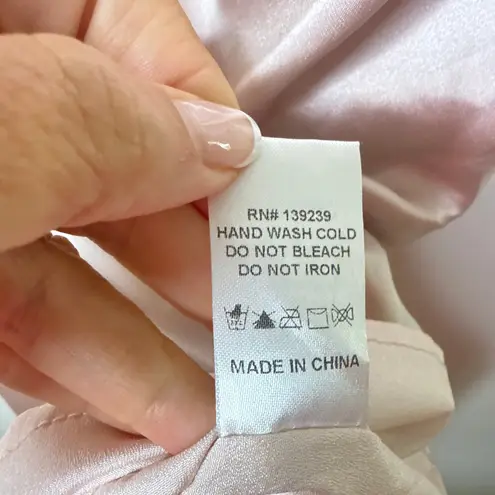 RN# 139239
HAND WASH COLD
DO NOT BLEACH
DO NOT IRON
MADE IN CHINA